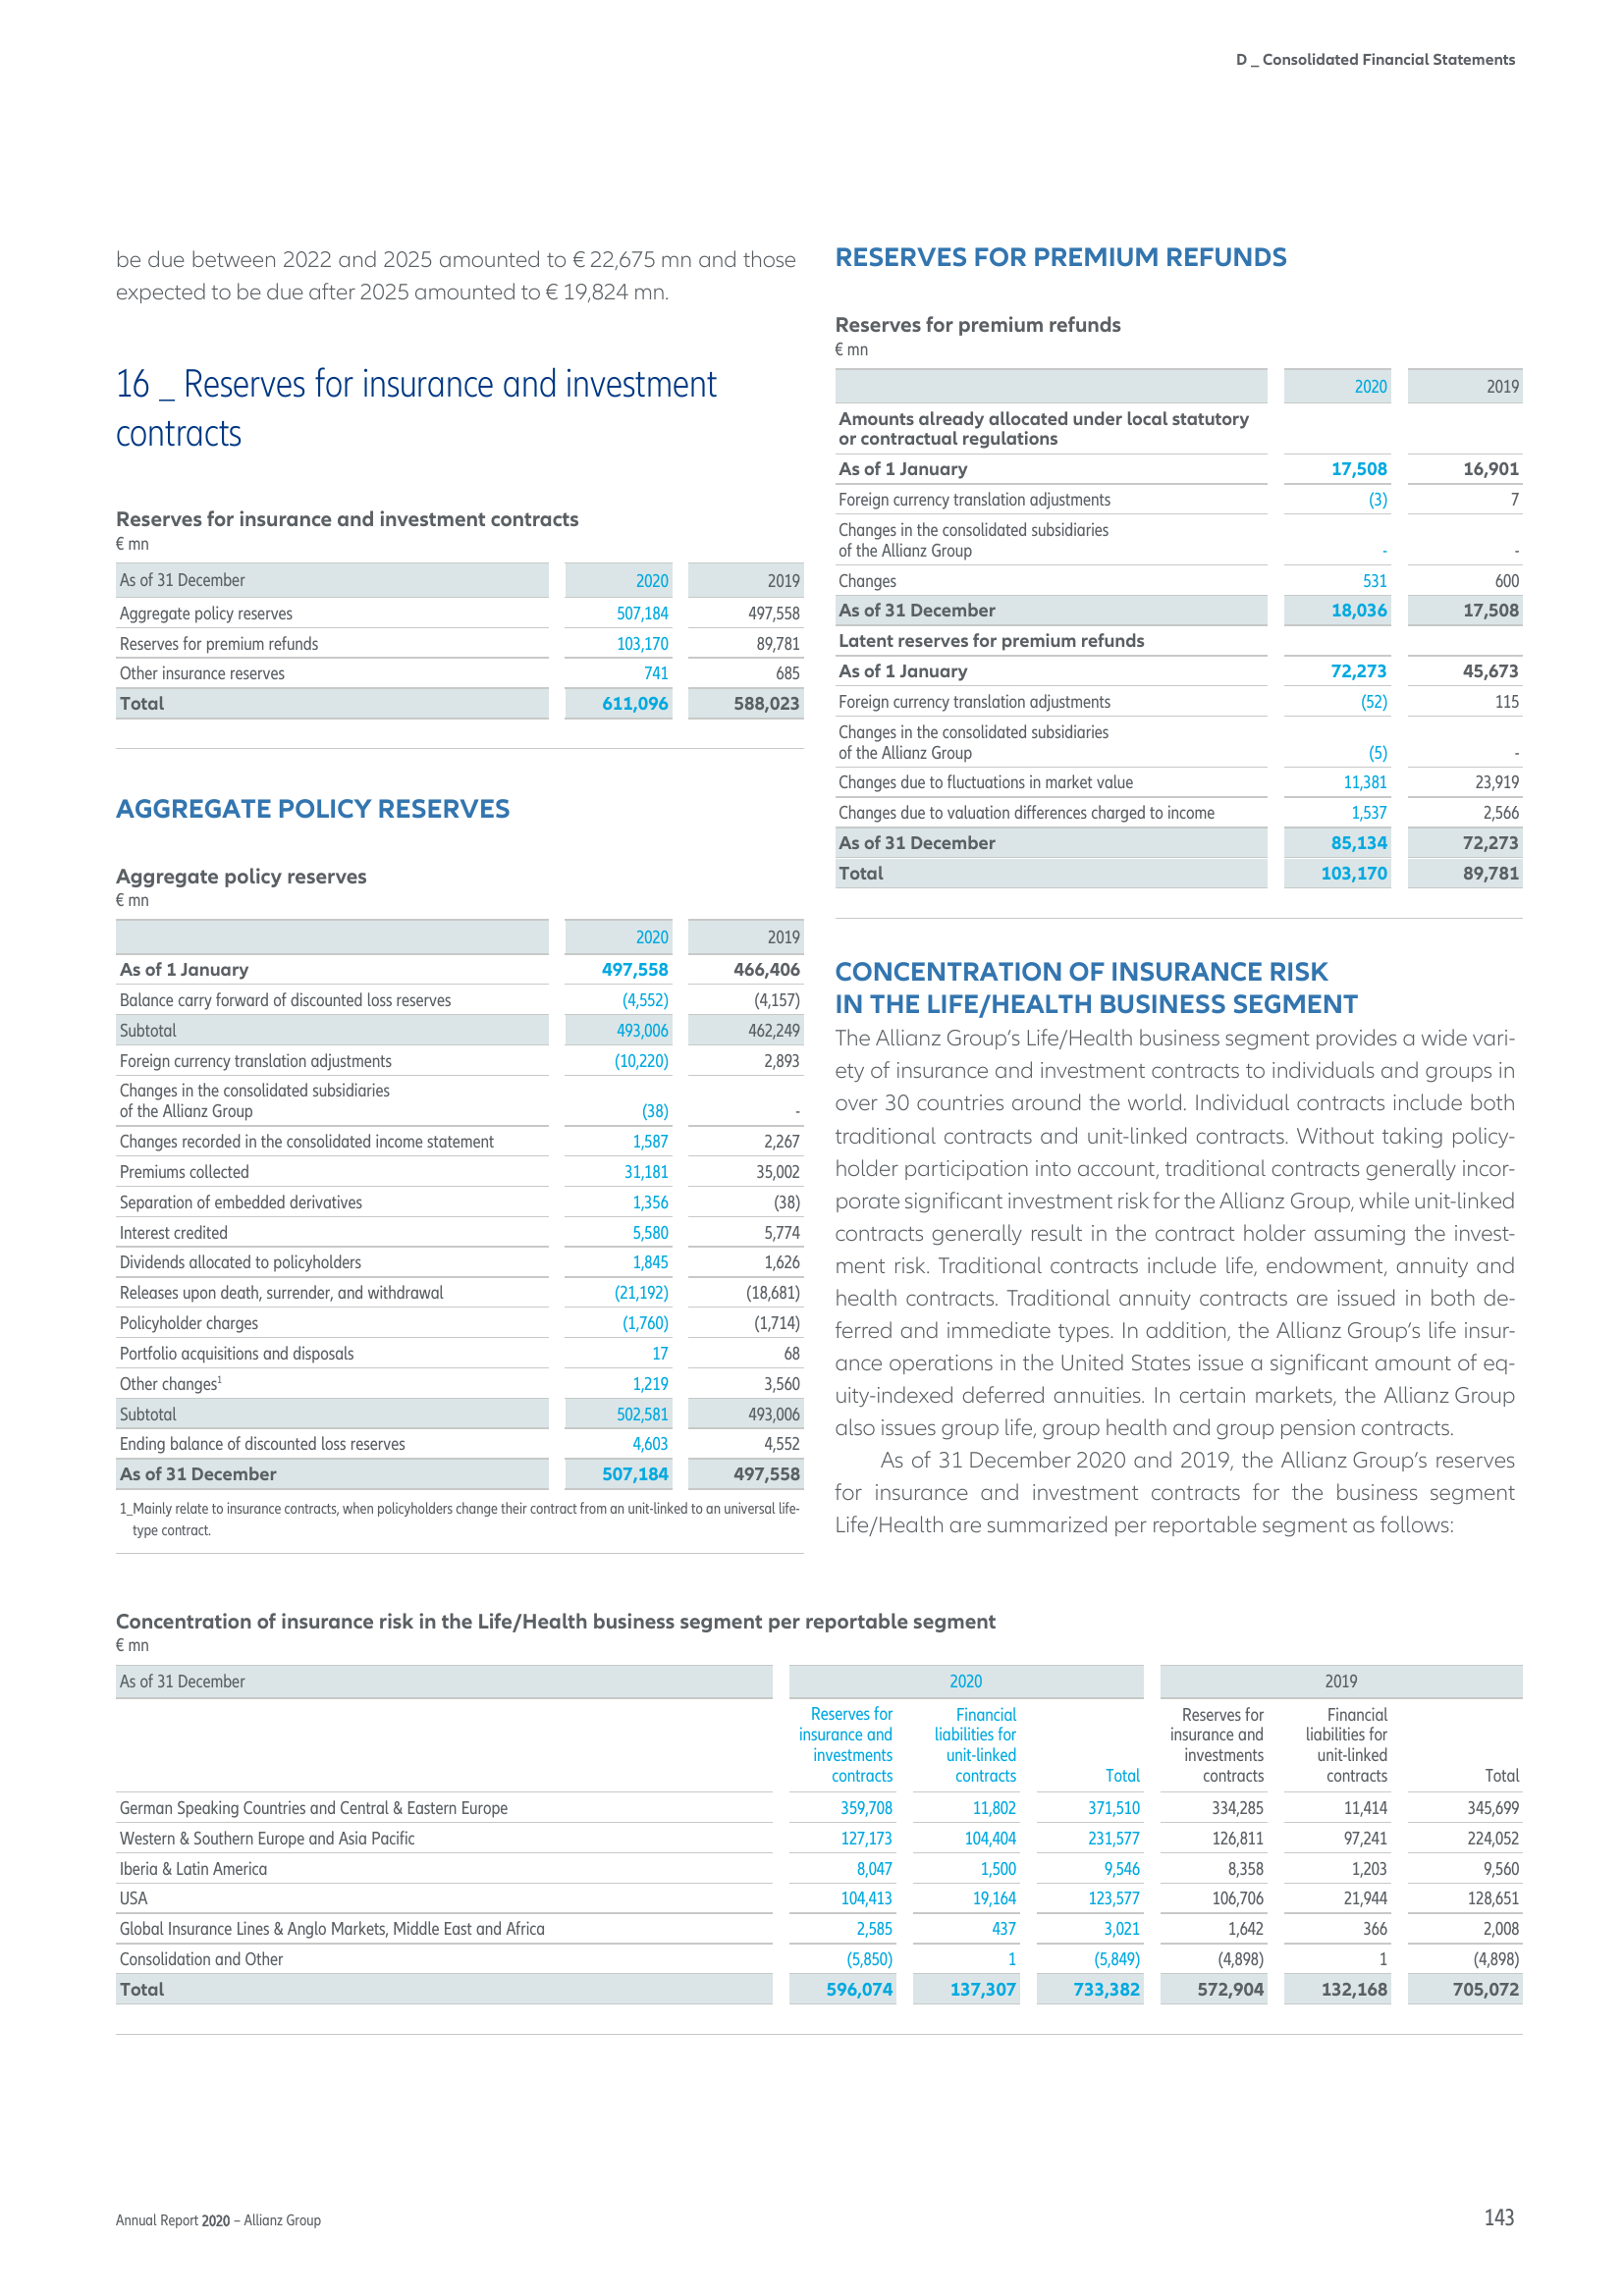 D _ Consolidated Financial Statements
be due between 2022 and 2025 amounted to € 22,675 mn and those
expected to be due after 2025 amounted to € 19,824 mn.
16 _ Reserves for insurance and investment
contracts
Reserves for insurance and investment contracts
€ mn
As of 31 December 2020 2019
Aggregate policy reserves 507,184 497,558
Reserves for premium refunds 103,170 89,781
Other insurance reserves 741 685
Total 611,096 588,023
AGGREGATE POLICY RESERVES
Aggregate policy reserves
€ mn
2020 2019
As of 1 January 497,558 466,406
Balance carry forward of discounted loss reserves (4,552) (4,157)
Subtotal 493,006 462,249
Foreign currency translation adjustments (10,220) 2,893
Changes in the consolidated subsidiaries
of the Allianz Group (38) -
Changes recorded in the consolidated income statement 1,587 2,267
Premiums collected 31,181 35,002
Separation of embedded derivatives 1,356 (38)
Interest credited 5,580 5,774
Dividends allocated to policyholders 1,845 1,626
Releases upon death, surrender, and withdrawal (21,192) (18,681)
Policyholder charges (1,760) (1,714)
Portfolio acquisitions and disposals 17 68
Other changes1 1,219 3,560
Subtotal 502,581 493,006
Ending balance of discounted loss reserves 4,603 4,552
As of 31 December 507,184 497,558
1_Mainly relate to insurance contracts, when policyholders change their contract from an unit-linked to an universal life-
type contract.
RESERVES FOR PREMIUM REFUNDS
Reserves for premium refunds
€ mn
2020 2019
Amounts already allocated under local statutory
or contractual regulations
As of 1 January 17,508 16,901
Foreign currency translation adjustments (3) 7
Changes in the consolidated subsidiaries
of the Allianz Group - -
Changes 531 600
As of 31 December 18,036 17,508
Latent reserves for premium refunds
As of 1 January 72,273 45,673
Foreign currency translation adjustments (52) 115
Changes in the consolidated subsidiaries
of the Allianz Group (5) -
Changes due to fluctuations in market value 11,381 23,919
Changes due to valuation differences charged to income 1,537 2,566
As of 31 December 85,134 72,273
Total 103,170 89,781
CONCENTRATION OF INSURANCE RISK
IN THE LIFE/HEALTH BUSINESS SEGMENT
The Allianz Group's Life/Health business segment provides a wide vari-
ety of insurance and investment contracts to individuals and groups in
over 30 countries around the world. Individual contracts include both
traditional contracts and unit-linked contracts. Without taking policy-
holder participation into account, traditional contracts generally incor-
porate significant investment risk for the Allianz Group, while unit-linked
contracts generally result in the contract holder assuming the invest-
ment risk. Traditional contracts include life, endowment, annuity and
health contracts. Traditional annuity contracts are issued in both de-
ferred and immediate types. In addition, the Allianz Group's life insur-
ance operations in the United States issue a significant amount of eq-
uity-indexed deferred annuities. In certain markets, the Allianz Group
also issues group life, group health and group pension contracts.
As of 31 December 2020 and 2019, the Allianz Group's reserves
for insurance and investment contracts for the business segment
Life/Health are summarized per reportable segment as follows:
Concentration of insurance risk in the Life/Health business segment per reportable segment
€ mn
As of 31 December 2020 2019
Reserves for Financial Reserves for Financial
insurance and liabilities for insurance and liabilities for
investments unit-linked investments unit-linked
contracts contracts Total contracts contracts Total
German Speaking Countries and Central & Eastern Europe 359,708 11,802 371,510 334,285 11,414 345,699
Western & Southern Europe and Asia Pacific 127,173 104,404 231,577 126,811 97,241 224,052
Iberia & Latin America 8,047 1,500 9,546 8,358 1,203 9,560
USA 104,413 19,164 123,577 106,706 21,944 128,651
Global Insurance Lines & Anglo Markets, Middle East and Africa 2,585 437 3,021 1,642 366 2,008
Consolidation and Other (5,850) 1 (5,849) (4,898) 1 (4,898)
Total 596,074 137,307 733,382 572,904 132,168 705,072
Annual Report 2020 – Allianz Group
143